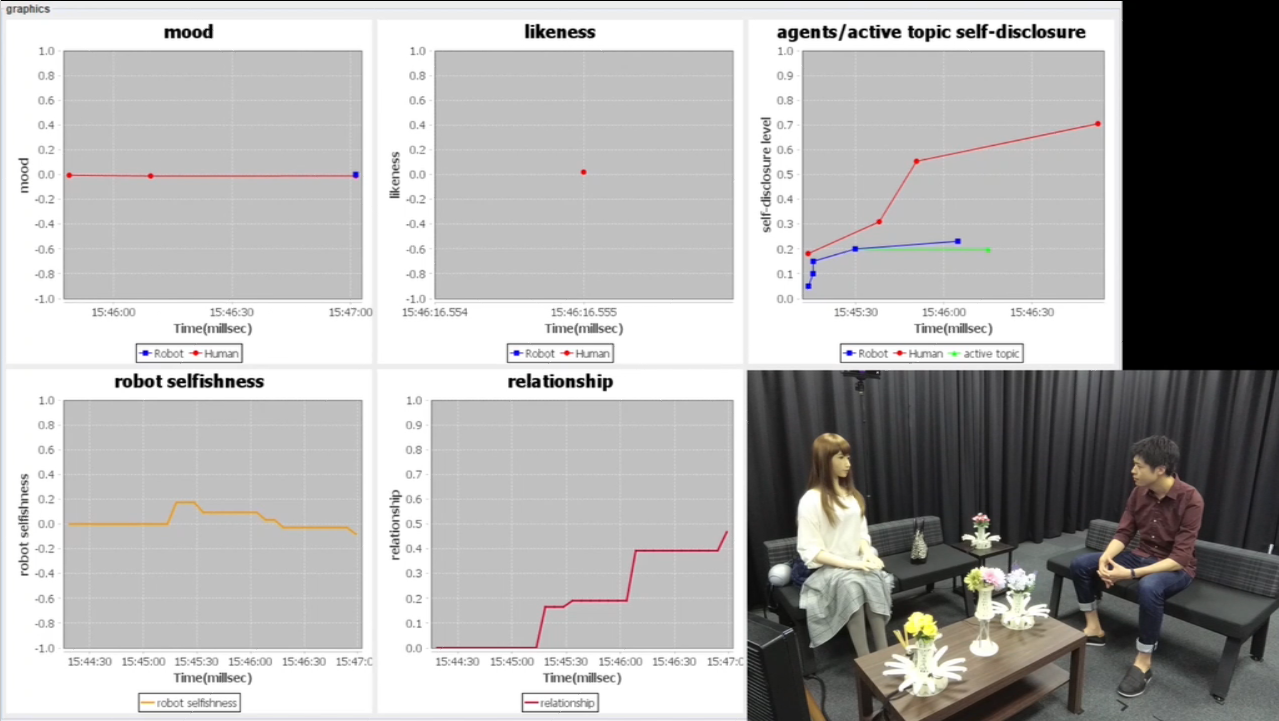 graphics
mood
1.0
0.8
0.6
0.4
0.2
0.0
-0.2
-0.4
-0.6
-0.8
-1.0
mood
15:46:00 15:46:30 15:47:00
Time(millsec)
Robot Human
likeness
1.0
0.8
0.6
0.4
0.2
0.0
-0.2
-0.4
-0.6
-0.8
-1.0
likeness
15:46:16.554 15:46:16.555
Time(millsec)
Robot Human
agents/active topic self-disclosure
1.0
0.9
0.8
0.7
0.6
0.5
0.4
0.3
0.2
0.1
0.0
self-disclosure level
15:45:30 15:46:00 15:46:30
Time(millsec)
Robot Human active topic
robot selfishness
1.0
0.8
0.6
0.4
0.2
0.0
-0.2
-0.4
-0.6
-0.8
-1.0
robot selfishness
15:44:30 15:45:00 15:45:30 15:46:00 15:46:30 15:47:0
Time(millsec)
robot selfishness
relationship
1.0
0.9
0.8
0.7
0.6
0.5
0.4
0.3
0.2
0.1
0.0
relationship
15:44:30 15:45:00 15:45:30 15:46:00 15:46:30 15:47:0
Time(millsec)
relationship